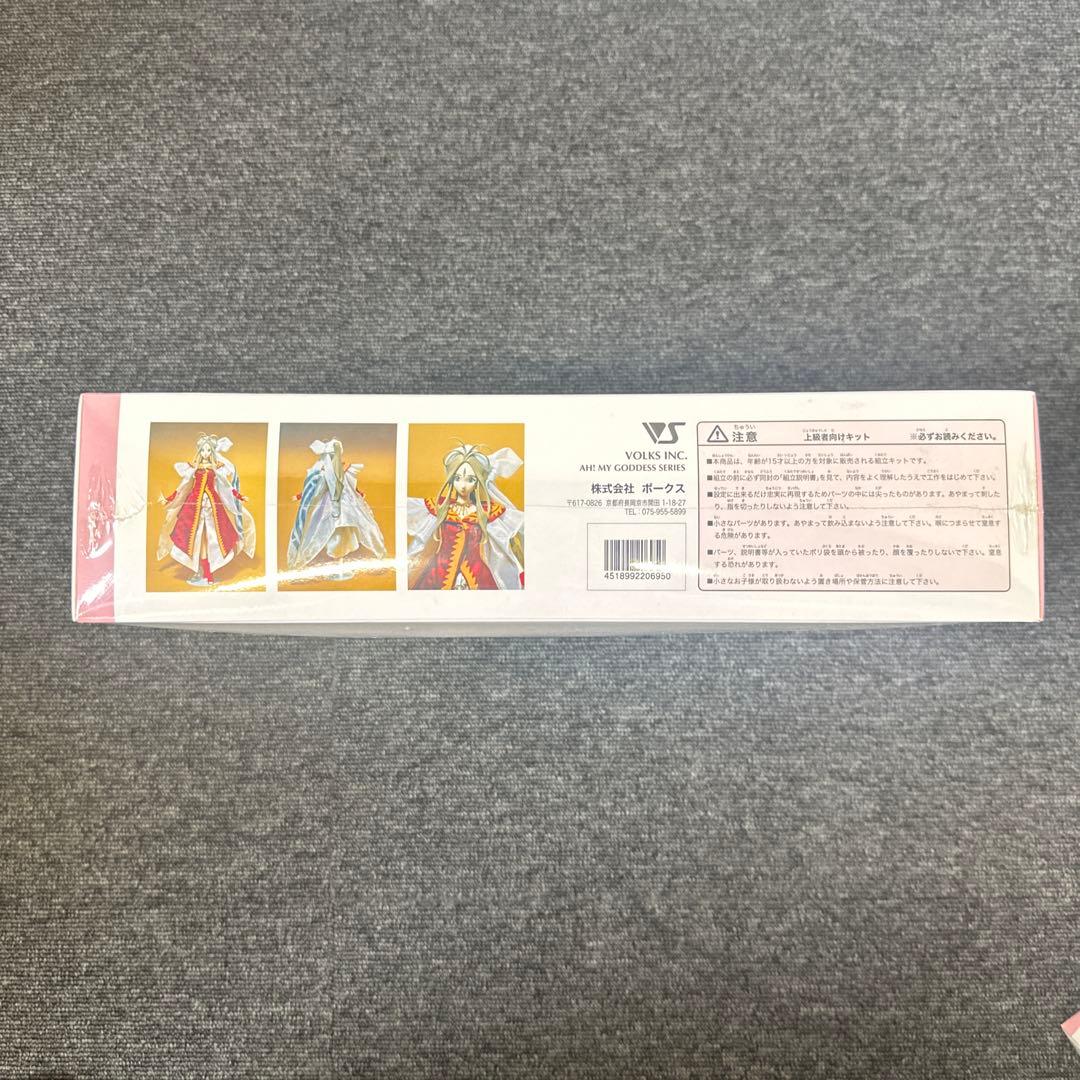 VS
VOLKS INC.
AH! MY GODDESS SERIES
株式会社 ボークス
〒617-0826 京都府長岡京市開田 1-18-27
TEL : 075-955-5899
4518992206950
ちゅうい
注意 上級者向けキット ※必ずお読みください。
■本商品は、年齢が15才以上の方を対象に販売される組立キットです。
■組立の前に必ず同封の「組立説明書」を見て、内容をよく理解したうえで工作をはじめて下さい。
■設定に出来るだけ忠実に再現するためパーツの中には尖ったものがあります。あやまって刺した
り、指を切ったりしないよう注意して下さい。
■小さなパーツがあります。あやまって飲み込まないよう注意して下さい。喉につまらせて窒息す
る危険があります。
■パーツ、説明書等が入っていたポリ袋を頭から被ったり、顔を覆ったりしないで下さい。窒息
する恐れがあります。
■小さなお子様が取り扱わないよう置き場所や保管方法に注意して下さい。